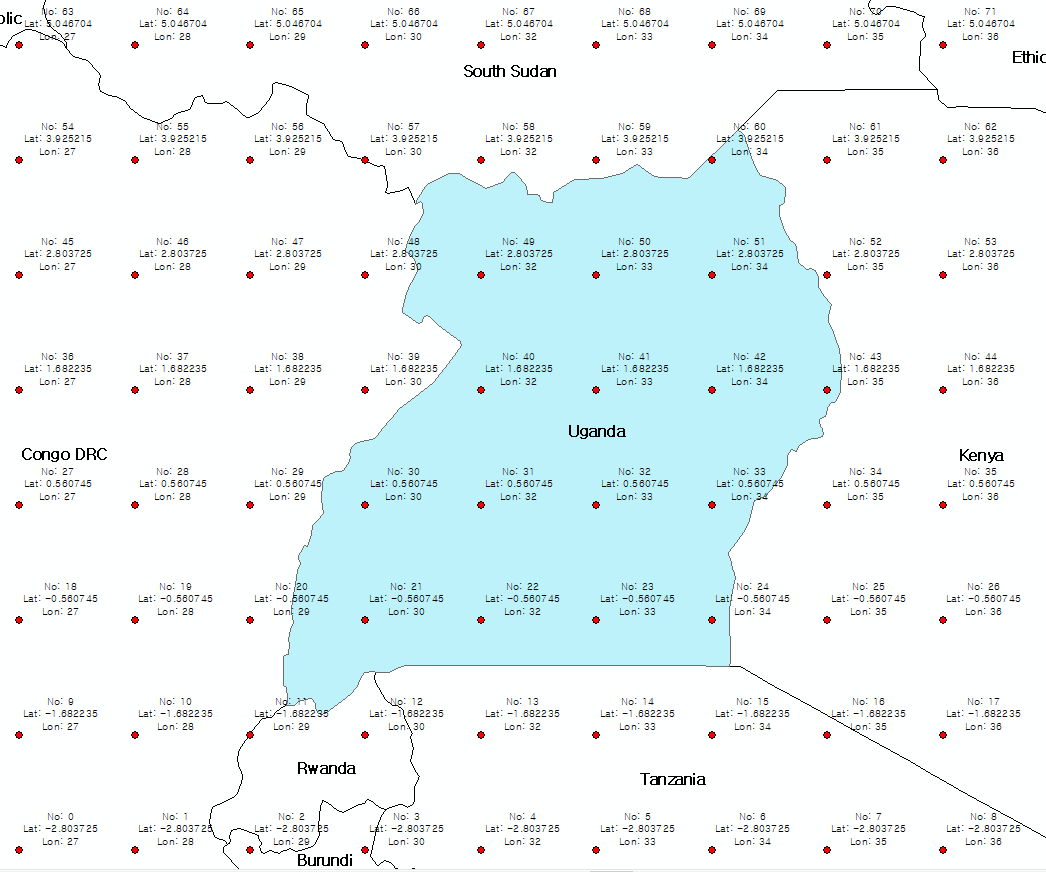 No: 63
Lat: 5.046704
Lon: 27
No: 64
Lat: 5.046704
Lon: 28
No: 65
Lat: 5.046704
Lon: 29
No: 66
Lat: 5.046704
Lon: 30
No: 67
Lat: 5.046704
Lon: 32
No: 68
Lat: 5.046704
Lon: 33
No: 69
Lat: 5.046704
Lon: 34
No: 70
Lat: 5.046704
Lon: 35
No: 71
Lat: 5.046704
Lon: 36
blic
South Sudan
Ethic
No: 54
Lat: 3.925215
Lon: 27
No: 55
Lat: 3.925215
Lon: 28
No: 56
Lat: 3.925215
Lon: 29
No: 57
Lat: 3.925215
Lon: 30
No: 58
Lat: 3.925215
Lon: 32
No: 59
Lat: 3.925215
Lon: 33
No: 60
Lat: 3.925215
Lon: 34
No: 61
Lat: 3.925215
Lon: 35
No: 62
Lat: 3.925215
Lon: 36
No: 45
Lat: 2.803725
Lon: 27
No: 46
Lat: 2.803725
Lon: 28
No: 47
Lat: 2.803725
Lon: 29
No: 48
Lat: 2.803725
Lon: 30
No: 49
Lat: 2.803725
Lon: 32
No: 50
Lat: 2.803725
Lon: 33
No: 51
Lat: 2.803725
Lon: 34
No: 52
Lat: 2.803725
Lon: 35
No: 53
Lat: 2.803725
Lon: 36
No: 36
Lat: 1.682235
Lon: 27
No: 37
Lat: 1.682235
Lon: 28
No: 38
Lat: 1.682235
Lon: 29
No: 39
Lat: 1.682235
Lon: 30
No: 40
Lat: 1.682235
Lon: 32
No: 41
Lat: 1.682235
Lon: 33
No: 42
Lat: 1.682235
Lon: 34
No: 43
Lat: 1.682235
Lon: 35
No: 44
Lat: 1.682235
Lon: 36
Uganda
Congo DRC
Kenya
No: 27
Lat: 0.560745
Lon: 27
No: 28
Lat: 0.560745
Lon: 28
No: 29
Lat: 0.560745
Lon: 29
No: 30
Lat: 0.560745
Lon: 30
No: 31
Lat: 0.560745
Lon: 32
No: 32
Lat: 0.560745
Lon: 33
No: 33
Lat: 0.560745
Lon: 34
No: 34
Lat: 0.560745
Lon: 35
No: 35
Lat: 0.560745
Lon: 36
No: 18
Lat: -0.560745
Lon: 27
No: 19
Lat: -0.560745
Lon: 28
No: 20
Lat: -0.560745
Lon: 29
No: 21
Lat: -0.560745
Lon: 30
No: 22
Lat: -0.560745
Lon: 32
No: 23
Lat: -0.560745
Lon: 33
No: 24
Lat: -0.560745
Lon: 34
No: 25
Lat: -0.560745
Lon: 35
No: 26
Lat: -0.560745
Lon: 36
No: 9
Lat: -1.682235
Lon: 27
No: 10
Lat: -1.682235
Lon: 28
No: 11
Lat: -1.682235
Lon: 29
No: 12
Lat: -1.682235
Lon: 30
No: 13
Lat: -1.682235
Lon: 32
No: 14
Lat: -1.682235
Lon: 33
No: 15
Lat: -1.682235
Lon: 34
No: 16
Lat: -1.682235
Lon: 35
No: 17
Lat: -1.682235
Lon: 36
Rwanda
Tanzania
No: 0
Lat: -2.803725
Lon: 27
No: 1
Lat: -2.803725
Lon: 28
No: 2
Lat: -2.803725
Lon: 29
No: 3
Lat: -2.803725
Lon: 30
No: 4
Lat: -2.803725
Lon: 32
No: 5
Lat: -2.803725
Lon: 33
No: 6
Lat: -2.803725
Lon: 34
No: 7
Lat: -2.803725
Lon: 35
No: 8
Lat: -2.803725
Lon: 36
Burundi